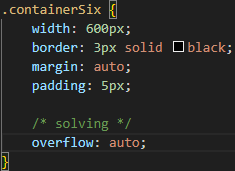 .containerSix {
    width: 600px;
    border: 3px solid black;
    margin: auto;
    padding: 5px;

    /* solving */
    overflow: auto;
}